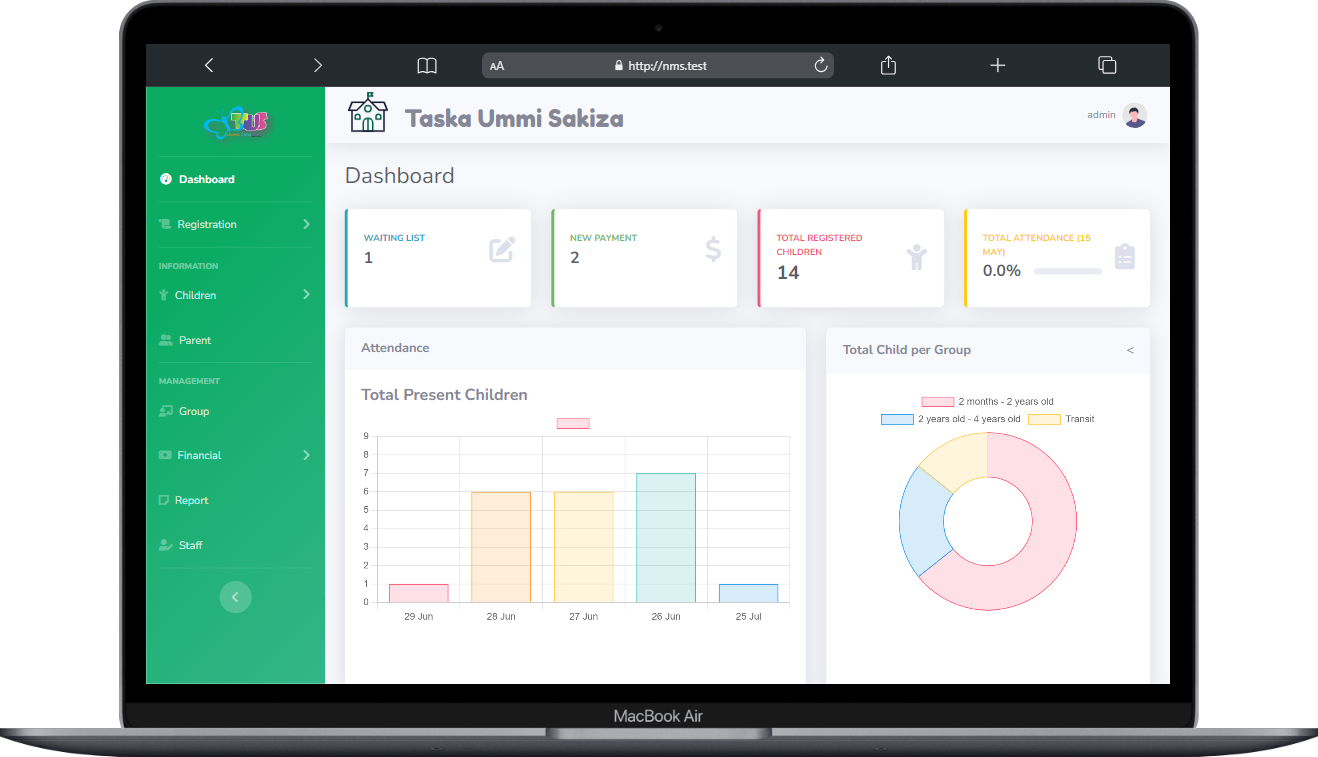 AA
http://nms.test
Taska Ummi Sakiza
admin
Dashboard
Registration
INFORMATION
Children
Parent
MANAGEMENT
Group
Financial
Report
Staff
Dashboard
WAITING LIST
1
NEW PAYMENT
2
TOTAL REGISTERED
CHILDREN
14
TOTAL ATTENDANCE (15
MAY)
0.0%
Attendance
Total Present Children
9
8
7
6
5
4
3
2
1
0
29 Jun 28 Jun 27 Jun 26 Jun 25 Jul
Total Child per Group <
2 months - 2 years old
2 years old - 4 years old Transit
MacBook Air